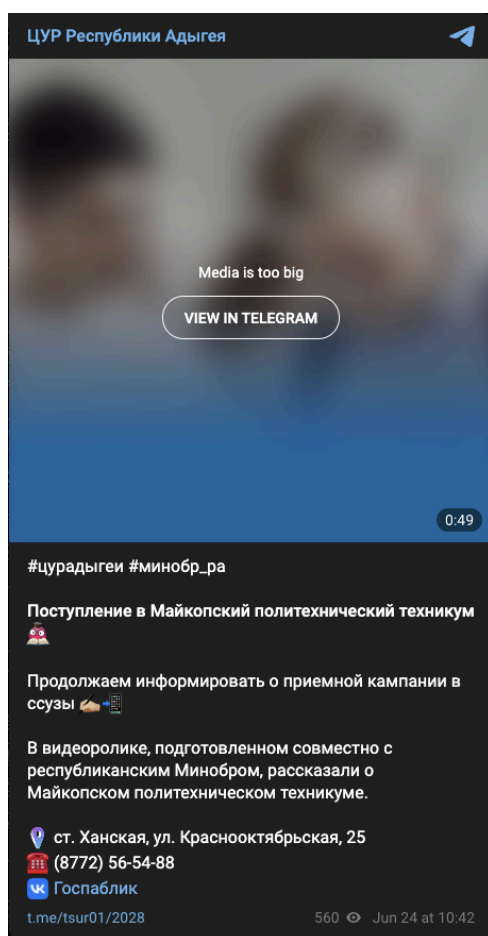 ЦУР Республики Адыгея
Media is too big
VIEW IN TELEGRAM
0:49
#цурадыгеи #минобр_ра
Поступление в Майкопский политехнический техникум
Продолжаем информировать о приемной кампании в
ссузы
В видеоролике, подготовленном совместно с
республиканским Минобром, рассказали о
Майкопском политехническом техникуме.
ст. Ханская, ул. Краснооктябрьская, 25
(8772) 56-54-88
Госпаблик
t.me/tsur01/2028 560 Jun 24 at 10:42